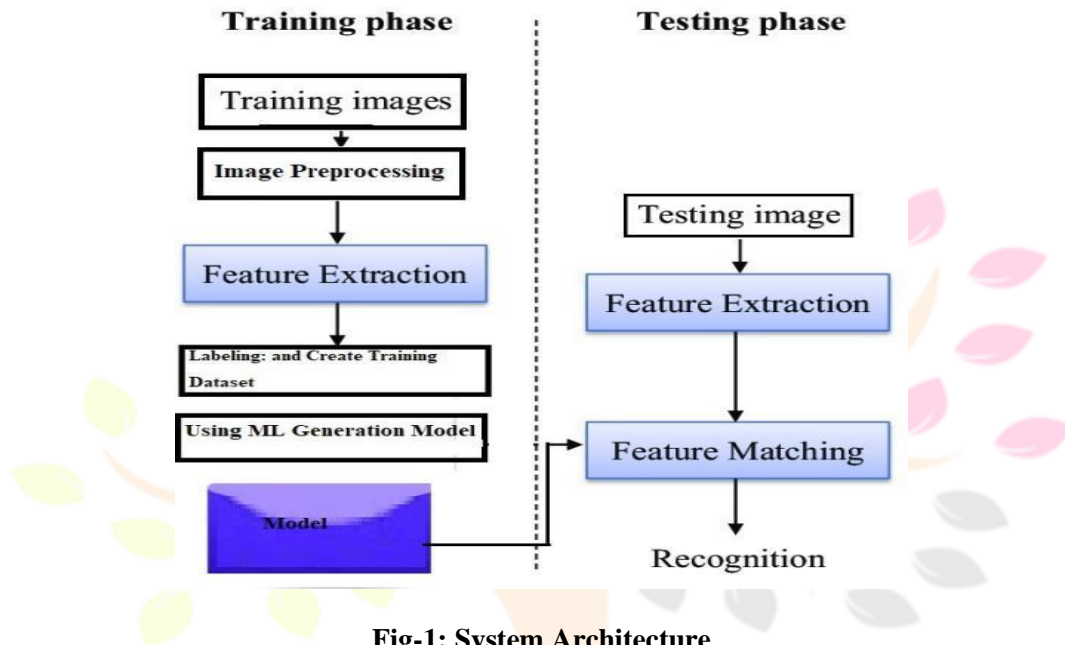 Training phase
Training images
Image Preprocessing
Feature Extraction
Labeling: and Create Training
Dataset
Using ML Generation Model
Model
Testing phase
Testing image
Feature Extraction
Feature Matching
Recognition
Fig-1: System Architecture